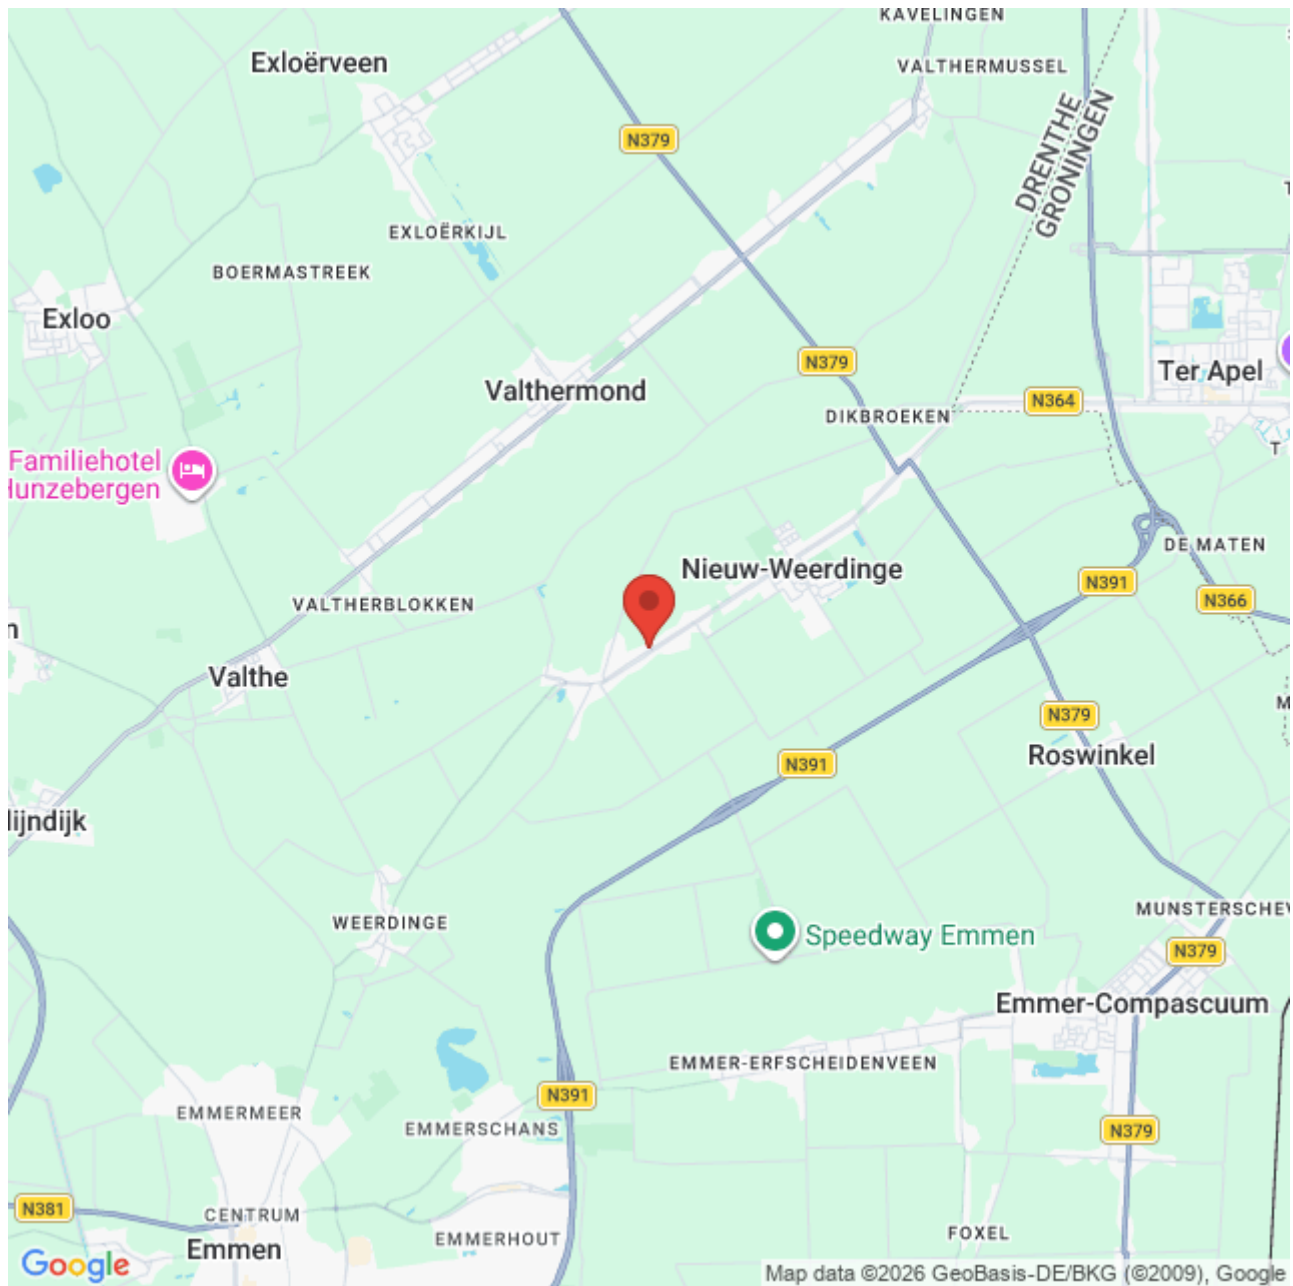 KAVELINGEN
Exloërveen
VALTHERMUSSEL
N379
DRENTHE
GRONINGEN
EXLOËRKIJL
BOERMASTREEK
Exloo
N379
Ter Apel
Valthermond
N364
DIKBROEKEN
Familiehotel
Hunzebergen
DE MATEN
Nieuw-Weerdinge
N391
N366
VALTHERBLOKKEN
Valthe
N379
Roswinkel
N391
lijndijk
WEERDINGE
MUNSTERSCHEV
Speedway Emmen
N379
Emmer-Compascuum
EMMER-ERFSCHEIDENVEEN
N391
EMMERMEER
EMMERSCHANS
N379
N381
CENTRUM
FOXEL
EMMERHOUT
Emmen
Google
Map data ©2026 GeoBasis-DE/BKG (©2009), Google